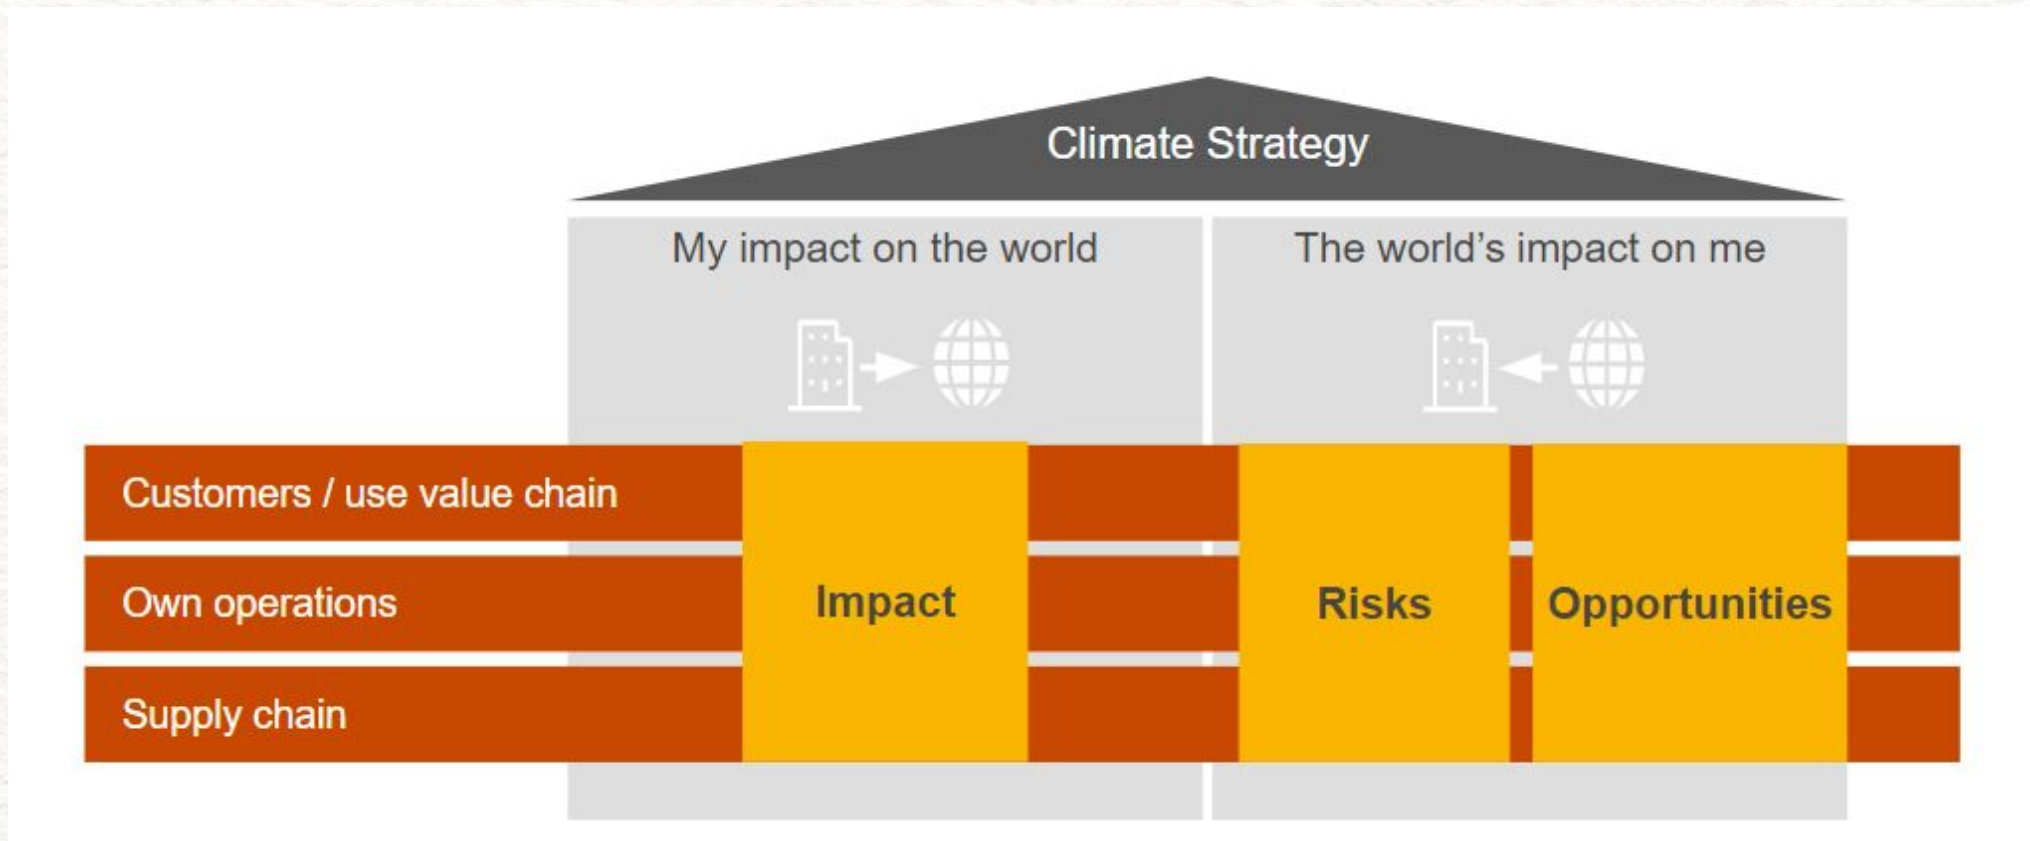 Climate Strategy
My impact on the world
The world’s impact on me
Customers / use value chain
Own operations
Supply chain
Impact
Risks
Opportunities